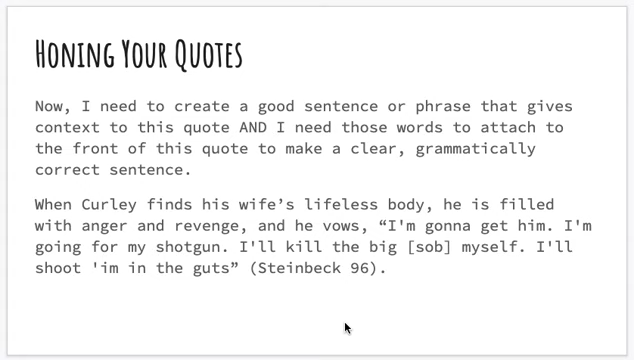 Honing Your Quotes
Now, I need to create a good sentence or phrase that gives
context to this quote AND I need those words to attach to
the front of this quote to make a clear, grammatically
correct sentence.
When Curley finds his wife’s lifeless body, he is filled
with anger and revenge, and he vows, “I'm gonna get him. I'm
going for my shotgun. I'll kill the big [sob] myself. I'll
shoot 'im in the guts” (Steinbeck 96).